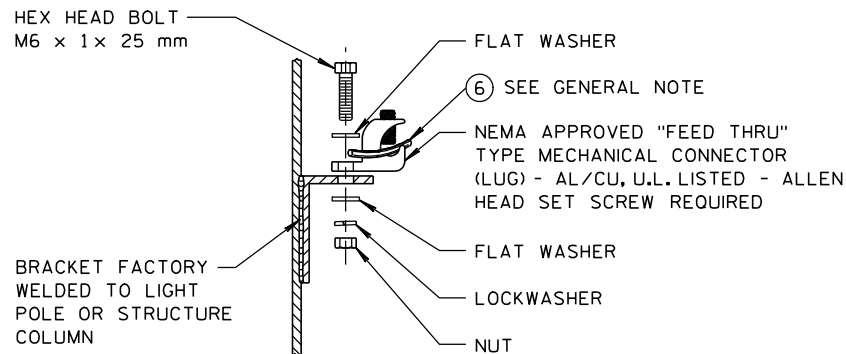 HEX HEAD BOLT
M6 x 1x 25 mm
FLAT WASHER
6 SEE GENERAL NOTE
NEMA APPROVED "FEED THRU"
TYPE MECHANICAL CONNECTOR
(LUG) - AL/CU, U.L. LISTED - ALLEN
HEAD SET SCREW REQUIRED
FLAT WASHER
BRACKET FACTORY
WELDED TO LIGHT
POLE OR STRUCTURE
COLUMN
LOCKWASHER
NUT